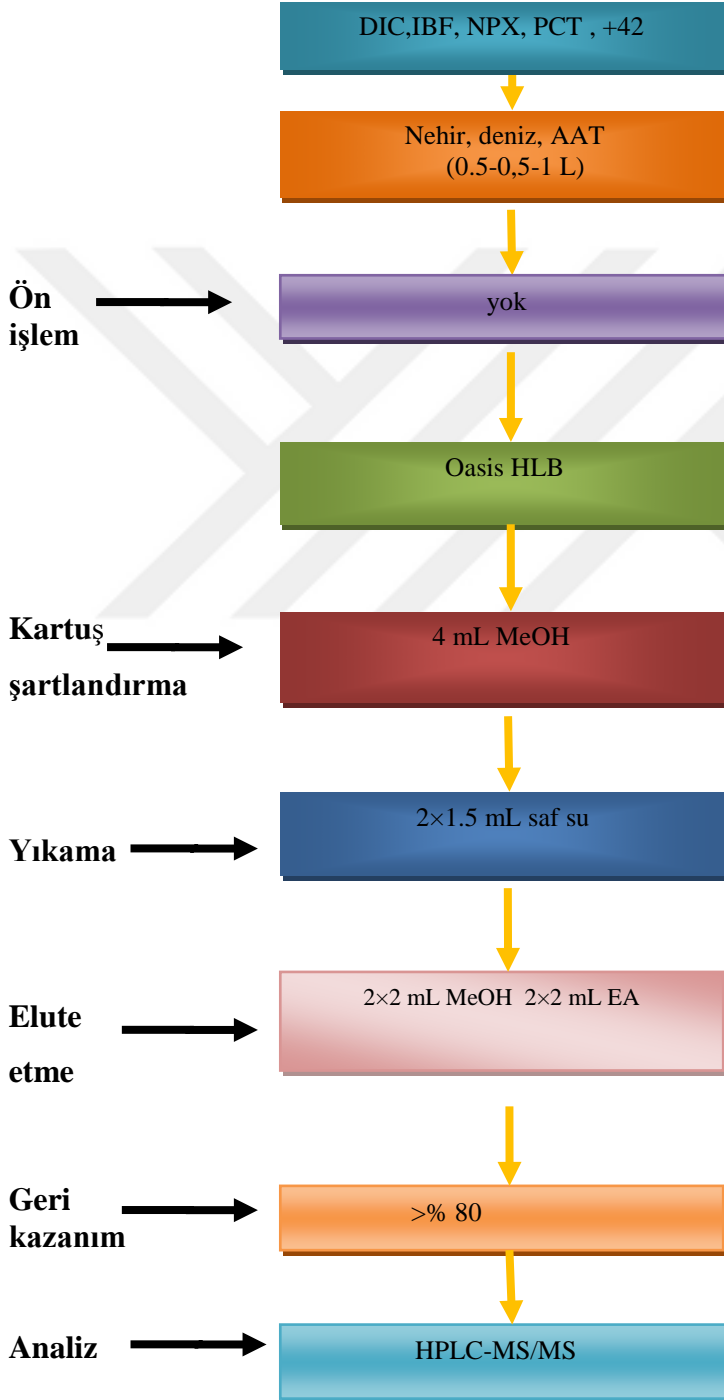 DIC,IBF, NPX, PCT , +42
Nehir, deniz, AAT
(0.5-0,5-1 L)
Ön
işlem
yok
Oasis HLB
Kartuş
şartlandırma
4 mL MeOH
Yıkama
2×1.5 mL saf su
Elute
etme
2×2 mL MeOH 2×2 mL EA
Geri
kazanım
>% 80
Analiz
HPLC-MS/MS